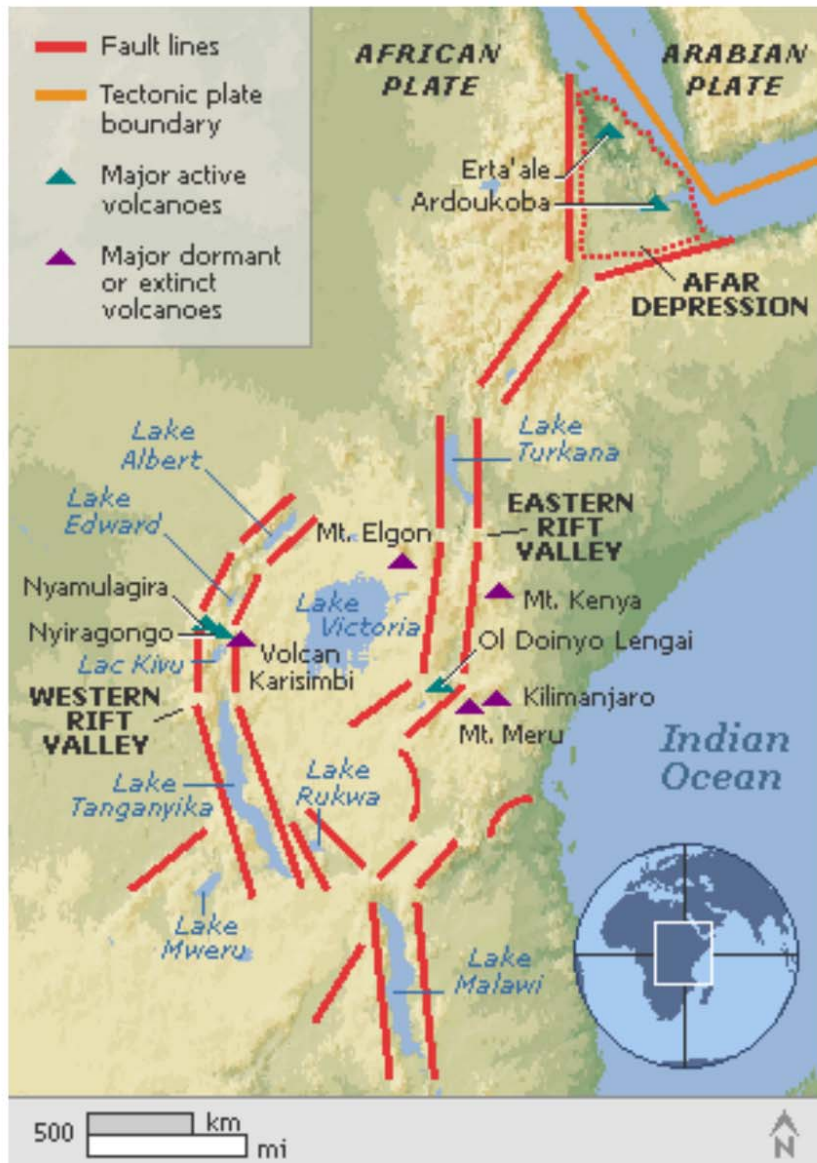 Fault lines
Tectonic plate
boundary
Major active
volcanoes
Major dormant
or extinct
volcanoes
AFRICAN
PLATE
ARABIAN
PLATE
Erta'ale
Ardoukoba
AFAR
DEPRESSION
Lake
Turkana
Lake
Albert
Lake
Edward
EASTERN
RIFT
VALLEY
Mt. Elgon
Nyamulagira
Mt. Kenya
Lake
Victoria
Nyiragongo
Ol Doinyo Lengai
Lac Kivu
Volcan
Karisimbi
WESTERN
RIFT
VALLEY
Kilimanjaro
Mt. Meru
Indian
Ocean
Lake
Tanganyika
Lake
Rukwa
Lake
Mweru
Lake
Malawi
500
km
mi
N